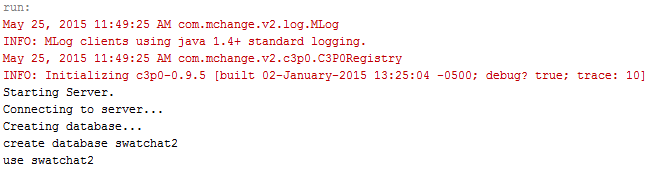 run:
May 25, 2015 11:49:25 AM com.mchange.v2.log.MLog
INFO: MLog clients using java 1.4+ standard logging.
May 25, 2015 11:49:25 AM com.mchange.v2.c3p0.C3P0Registry
INFO: Initializing c3p0-0.9.5 [built 02-January-2015 13:25:04 -0500; debug? true; trace: 10]
Starting Server.
Connecting to server...
Creating database...
create database swatchat2
use swatchat2